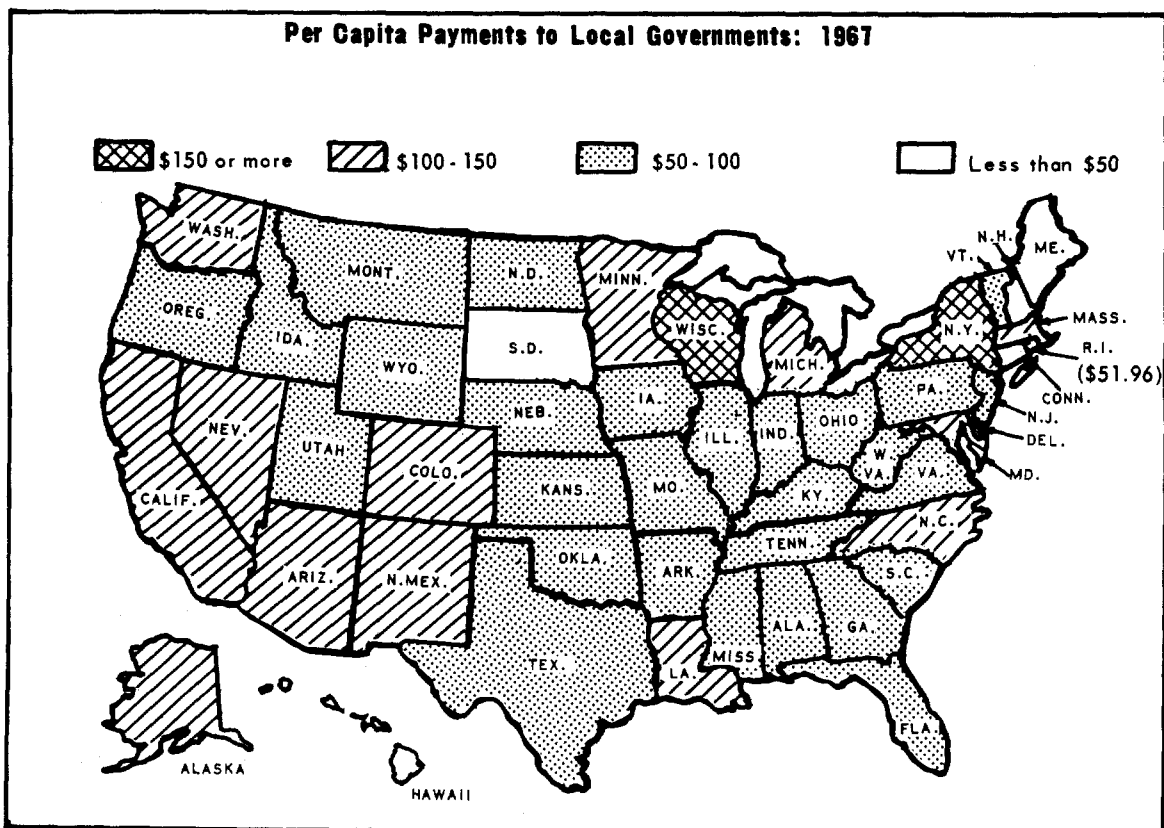 Per Capita Payments to Local Governments: 1967
$150 or more
$100 - 150
$50 - 100
Less than $50
WASH.
OREG.
CALIF.
NEV.
IDA.
MONT.
WYO.
UTAH
COLO.
ARIZ.
N.MEX.
N.D.
S.D.
NEB.
KANS.
OKLA.
TEX.
MINN.
IA.
MO.
ARK.
LA.
WISC.
ILL.
MICH.
IND.
OHIO
KY.
TENN.
MISS.
ALA.
GA.
FLA.
S.C.
N.C.
VA.
W.
VA.
PA.
N.Y.
VT.
N.H.
ME.
MASS.
R.I.
($51.96)
CONN.
N.J.
DEL.
MD.
ALASKA
HAWAII